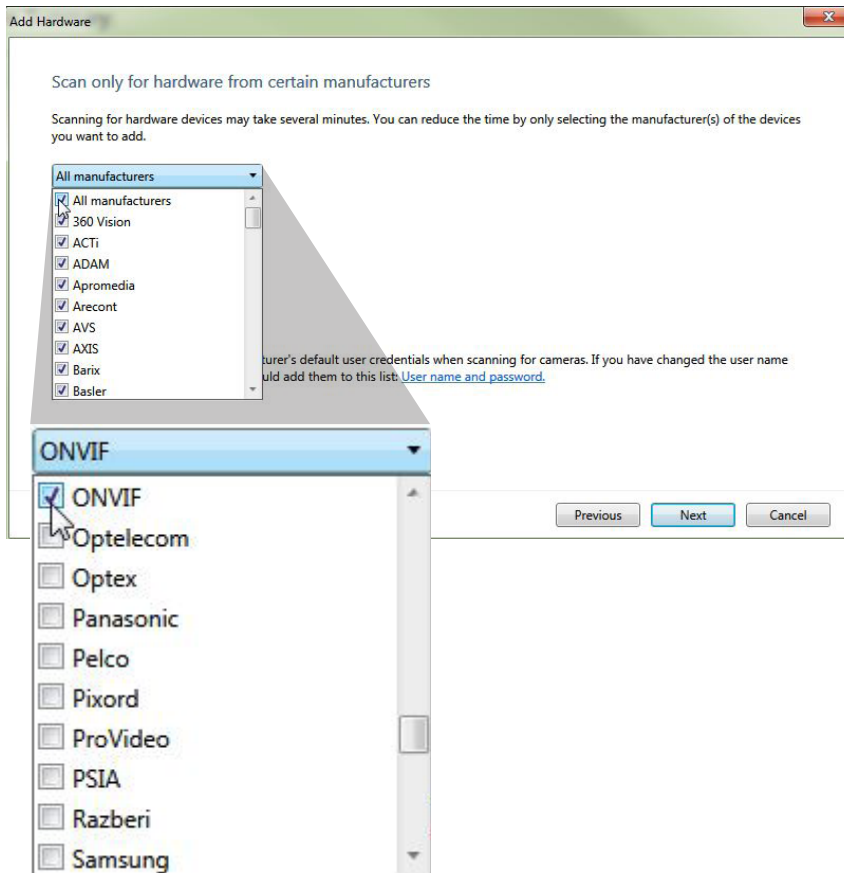 Add Hardware
Scan only for hardware from certain manufacturers
Scanning for hardware devices may take several minutes. You can reduce the time by only selecting the manufacturer(s) of the devices
you want to add.
All manufacturers
All manufacturers
360 Vision
ACTi
ADAM
Apromedia
Arecont
AVS
AXIS
Barix
Basler
turer's default user credentials when scanning for cameras. If you have changed the user name
uld add them to this list: User name and password.
ONVIF
ONVIF
Optelecom
Optex
Panasonic
Pelco
Pixord
ProVideo
PSIA
Razberi
Samsung
Previous Next Cancel